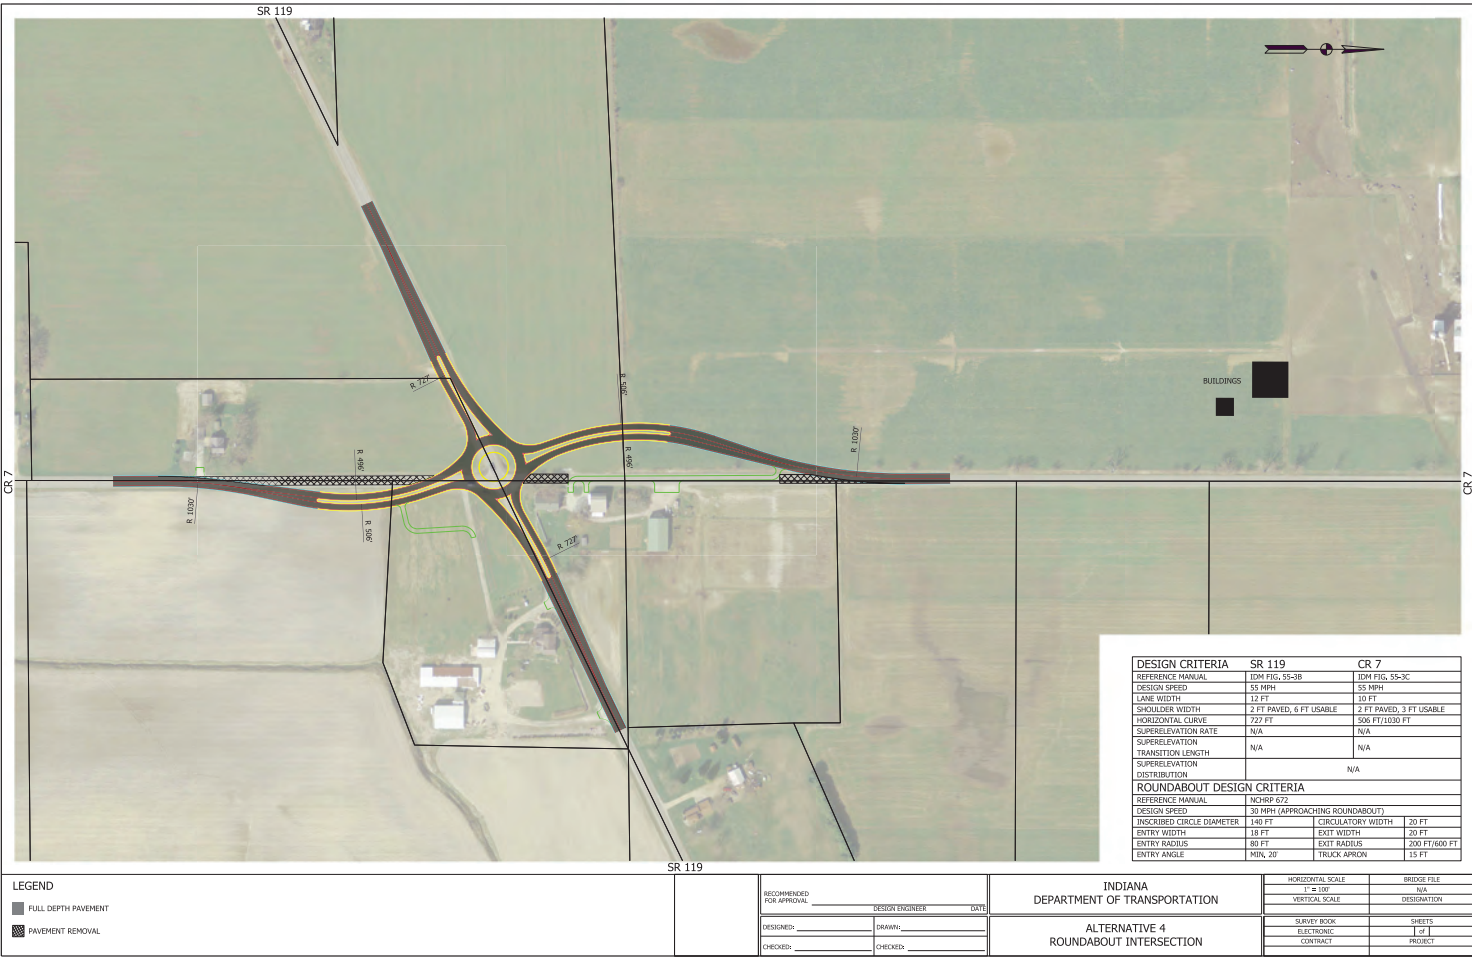 SR 119
BUILDINGS
R 727'
R 506'
R 496'
R 1030'
R 496'
CR 7
CR 7
R 1030'
R 506'
R 727'
DESIGN CRITERIA SR 119 CR 7
REFERENCE MANUAL IDM FIG. 55-3B IDM FIG. 55-3C
DESIGN SPEED 55 MPH 55 MPH
LANE WIDTH 12 FT 10 FT
SHOULDER WIDTH 2 FT PAVED, 6 FT USABLE 2 FT PAVED, 3 FT USABLE
HORIZONTAL CURVE 727 FT 506 FT/1030 FT
SUPERELEVATION RATE N/A N/A
SUPERELEVATION
TRANSITION LENGTH N/A N/A
SUPERELEVATION
DISTRIBUTION N/A
ROUNDABOUT DESIGN CRITERIA
REFERENCE MANUAL NCHRP 672
DESIGN SPEED 30 MPH (APPROACHING ROUNDABOUT)
INSCRIBED CIRCLE DIAMETER 140 FT CIRCULATORY WIDTH 20 FT
ENTRY WIDTH 18 FT EXIT WIDTH 20 FT
ENTRY RADIUS 80 FT EXIT RADIUS 200 FT/600 FT
ENTRY ANGLE MIN. 20° TRUCK APRON 15 FT
SR 119
LEGEND
FULL DEPTH PAVEMENT
PAVEMENT REMOVAL
RECOMMENDED
FOR APPROVAL
DESIGN ENGINEER DATE
DESIGNED: DRAWN:
CHECKED: CHECKED:
INDIANA
DEPARTMENT OF TRANSPORTATION
ALTERNATIVE 4
ROUNDABOUT INTERSECTION
HORIZONTAL SCALE BRIDGE FILE
1" = 100' N/A
VERTICAL SCALE DESIGNATION
SURVEY BOOK SHEETS
ELECTRONIC of
CONTRACT PROJECT